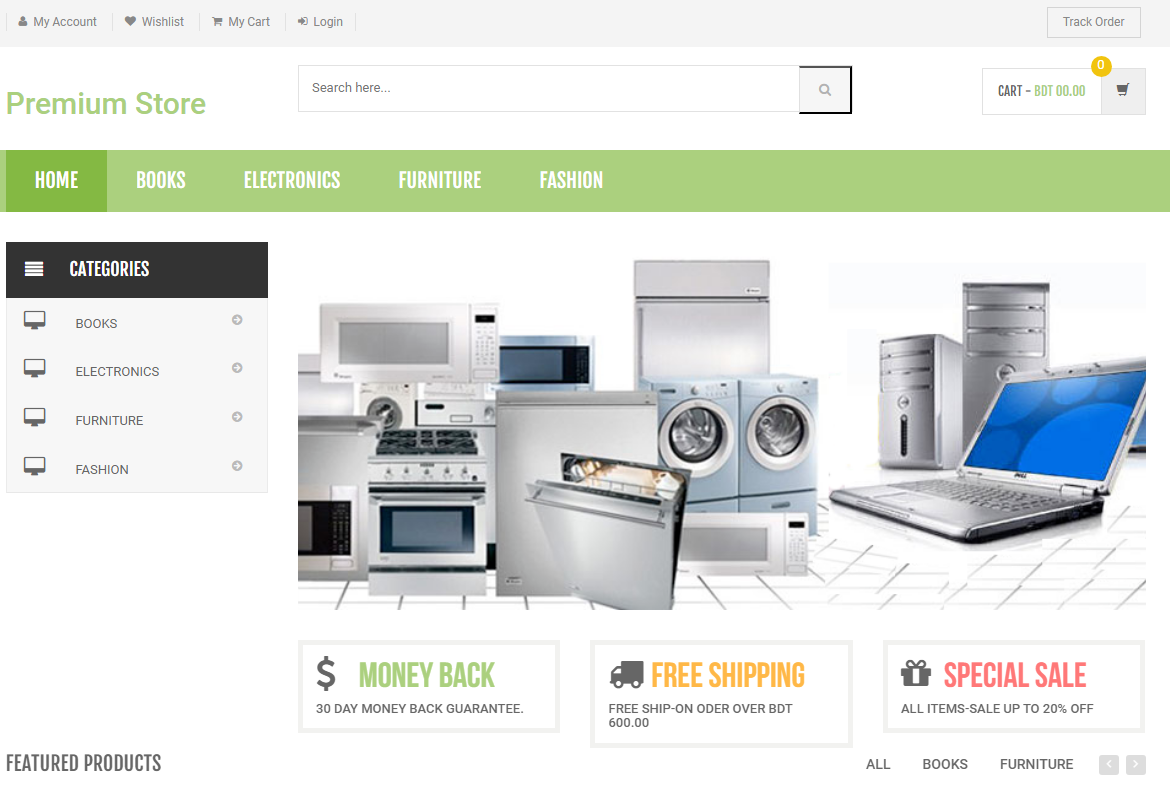 My Account Wishlist My Cart Login Track Order
Search here...
0
Premium Store
CART - BDT 00.00
HOME BOOKS ELECTRONICS FURNITURE FASHION
CATEGORIES
BOOKS
ELECTRONICS
FURNITURE
FASHION
DELL
$ MONEY BACK
30 DAY MONEY BACK GUARANTEE.
FREE SHIPPING
FREE SHIP-ON ODER OVER BDT
600.00
SPECIAL SALE
ALL ITEMS-SALE UP TO 20% OFF
FEATURED PRODUCTS
ALL BOOKS FURNITURE